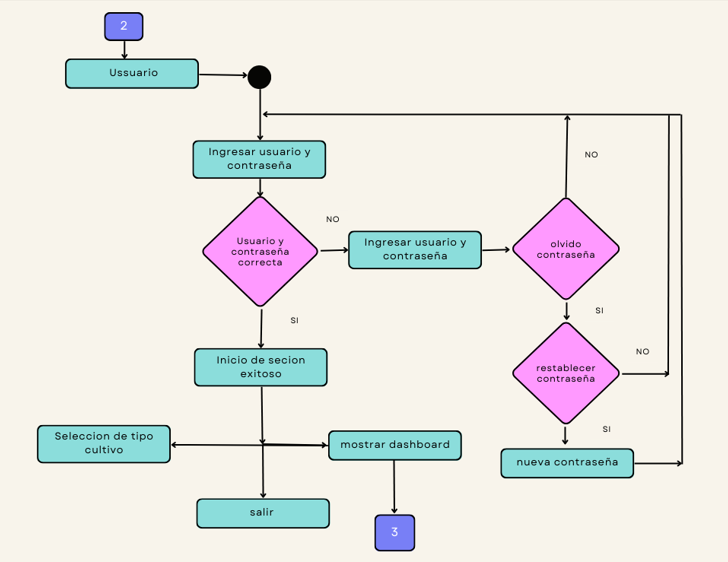 2
Ussuario
Ingresar usuario y
contraseña
Usuario y
contraseña
correcta
NO
Ingresar usuario y
contraseña
olvido
contraseña
NO
SI
restablecer
contraseña
NO
SI
nueva contraseña
SI
Inicio de secion
exitoso
Seleccion de tipo
cultivo
mostrar dashboard
salir
3